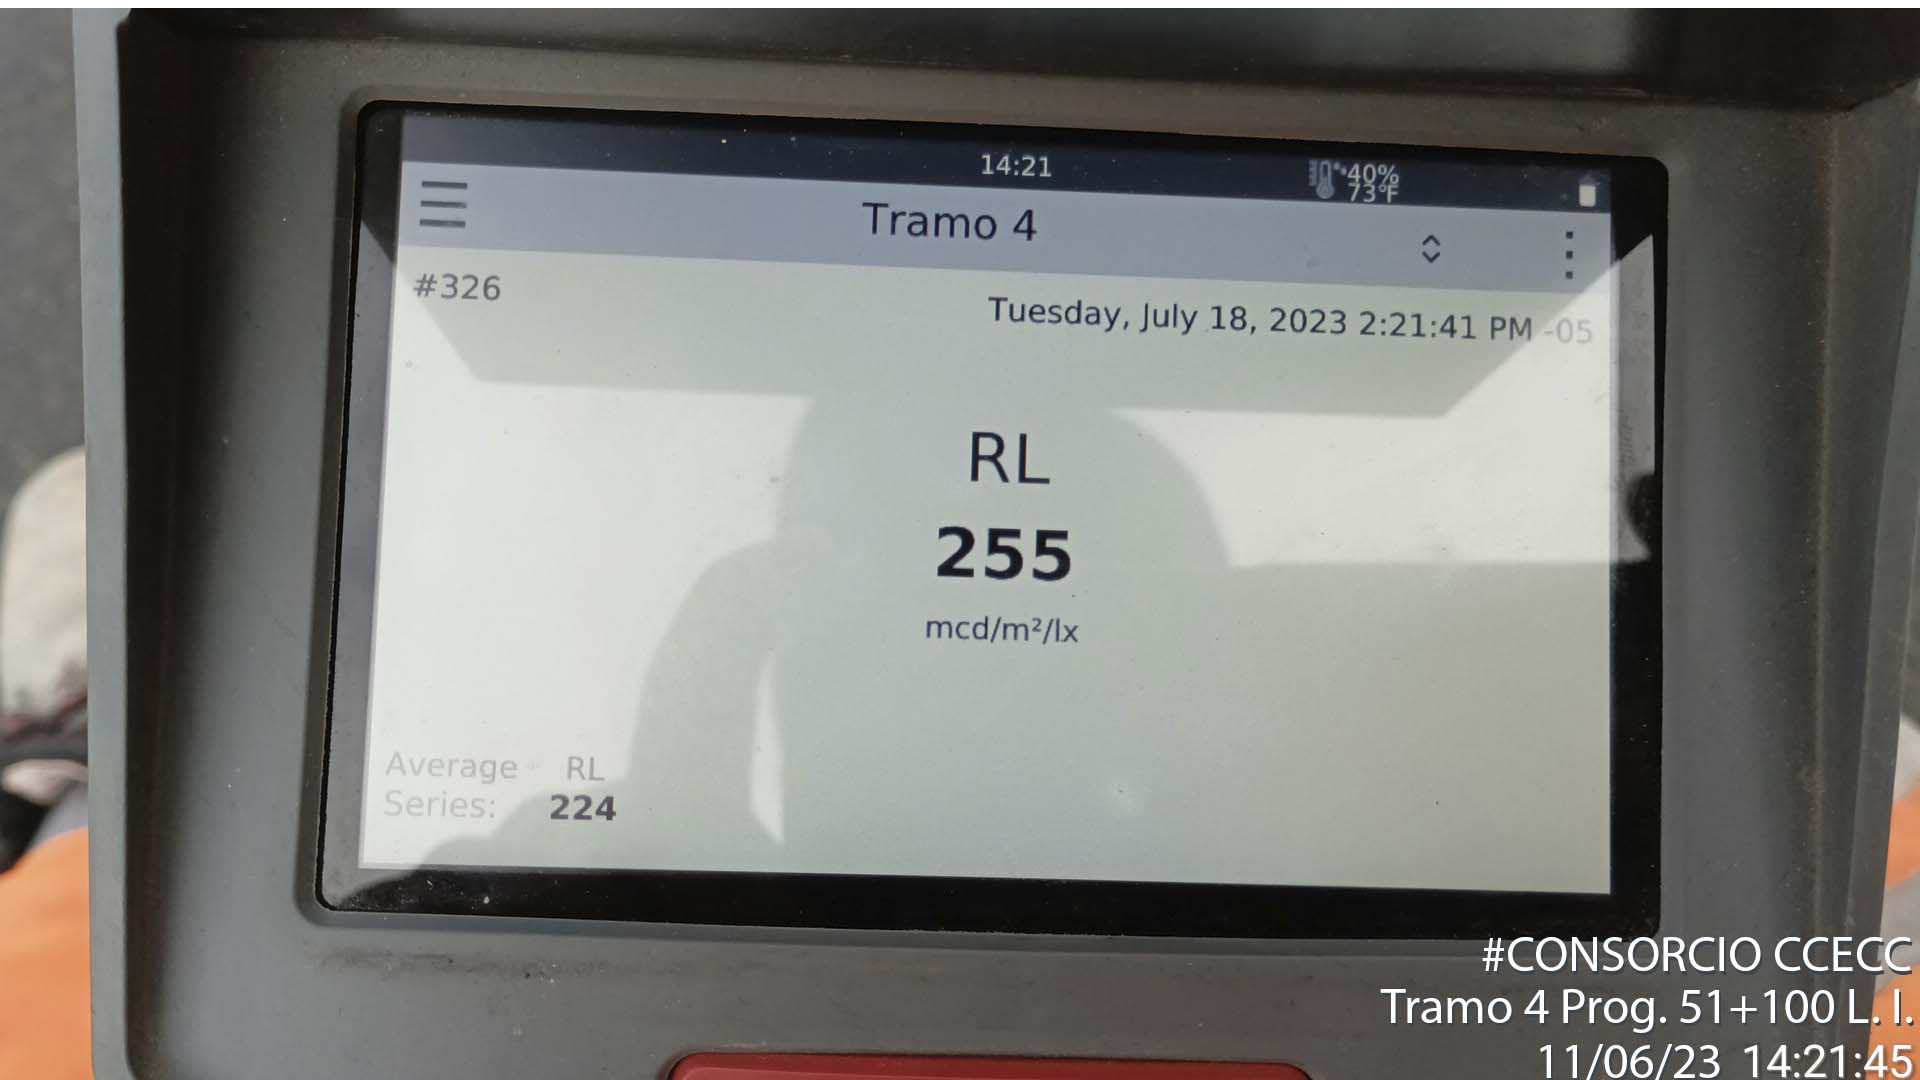 14:21
40%
73°F
Tramo 4
#326
Tuesday, July 18, 2023 2:21:41 PM -05
RL
255
mcd/m²/lx
Average RL
Series: 224
#CONSORCIO CCECC
Tramo 4 Prog. 51+100 L. I.
11/06/23 14:21:45